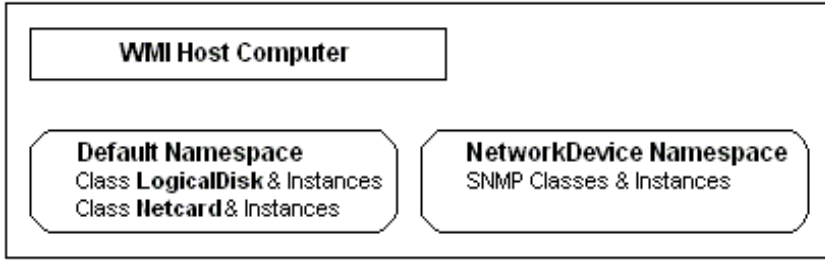 WMI Host Computer
Default Namespace
Class LogicalDisk & Instances
Class Netcard & Instances
NetworkDevice Namespace
SNMP Classes & Instances